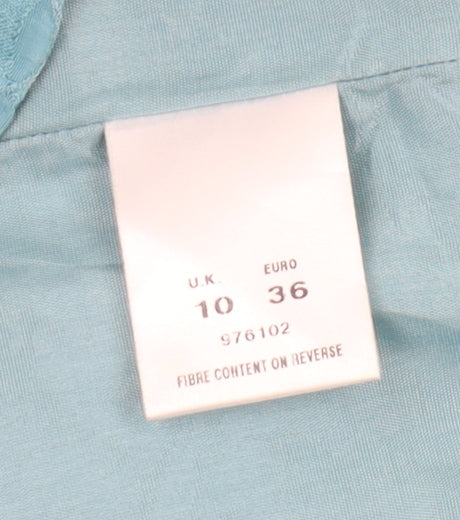 U.K. EURO
10 36
976102
FIBRE CONTENT ON REVERSE